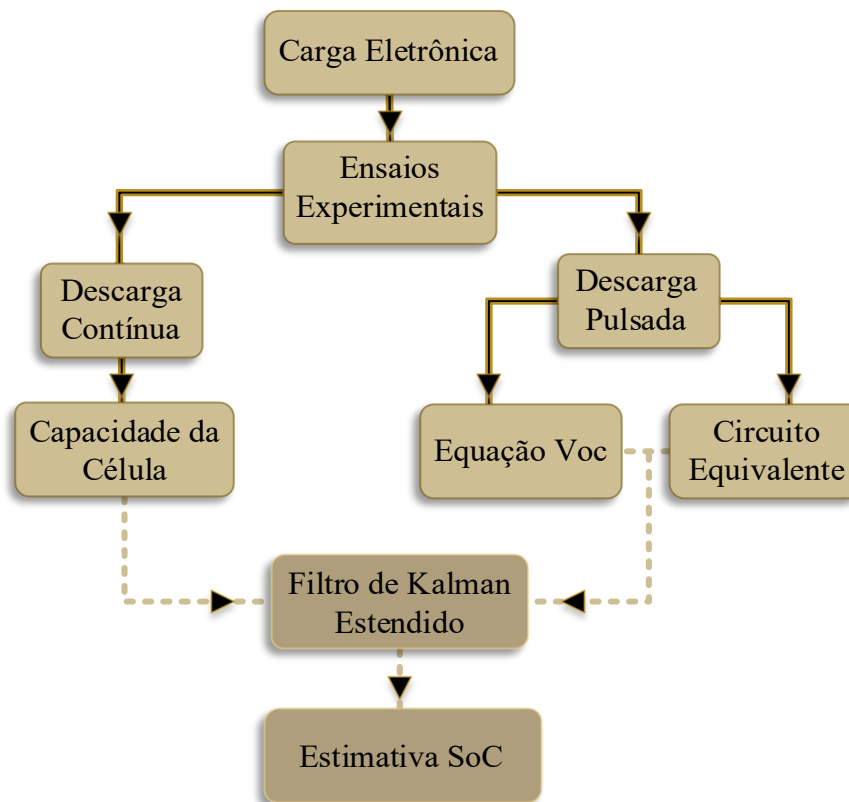 Carga Eletrônica
Ensaios
Experimentais
Descarga
Contínua
Descarga
Pulsada
Capacidade da
Célula
Equação Voc
Circuito
Equivalente
Filtro de Kalman
Estendido
Estimativa SoC